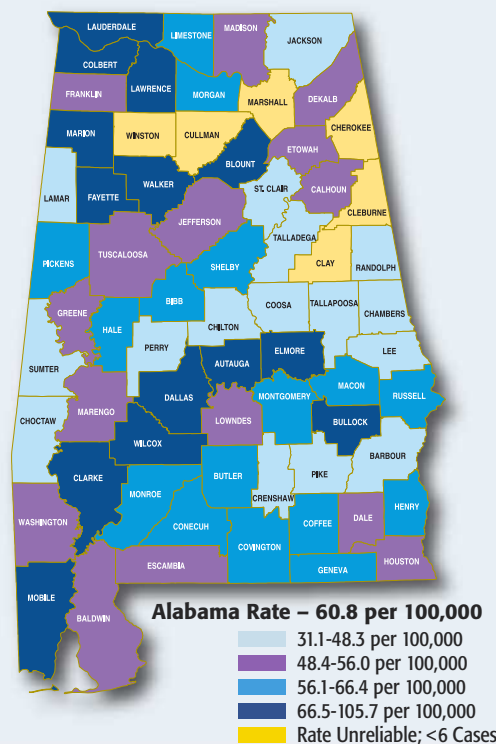 LAUDERDALE
LIMESTONE
MADISON
JACKSON
COLBERT
LAWRENCE
FRANKLIN
MORGAN
MARSHALL
DEKALB
MARION
WINSTON
CULLMAN
CHEROKEE
ETOWAH
BLOUNT
LAMAR
FAYETTE
WALKER
ST. CLAIR
CALHOUN
CLEBURNE
JEFFERSON
TALLADEGA
PICKENS
TUSCALOOSA
SHELBY
CLAY
RANDOLPH
GREENE
HALE
BIBB
COOSA
TALLAPOOSA
CHAMBERS
CHILTON
SUMTER
PERRY
AUTAUGA
ELMORE
LEE
CHOCTAW
MARENGO
DALLAS
LOWNDES
MONTGOMERY
MACON
RUSSELL
BULLOCK
WILCOX
CLARKE
BUTLER
CRENSHAW
PIKE
BARBOUR
MONROE
WASHINGTON
CONECUH
COVINGTON
COFFEE
DALE
HENRY
ESCAMBIA
GENEVA
HOUSTON
MOBILE
BALDWIN
Alabama Rate – 60.8 per 100,000
31.1-48.3 per 100,000
48.4-56.0 per 100,000
56.1-66.4 per 100,000
66.5-105.7 per 100,000
Rate Unreliable; <6 Cases